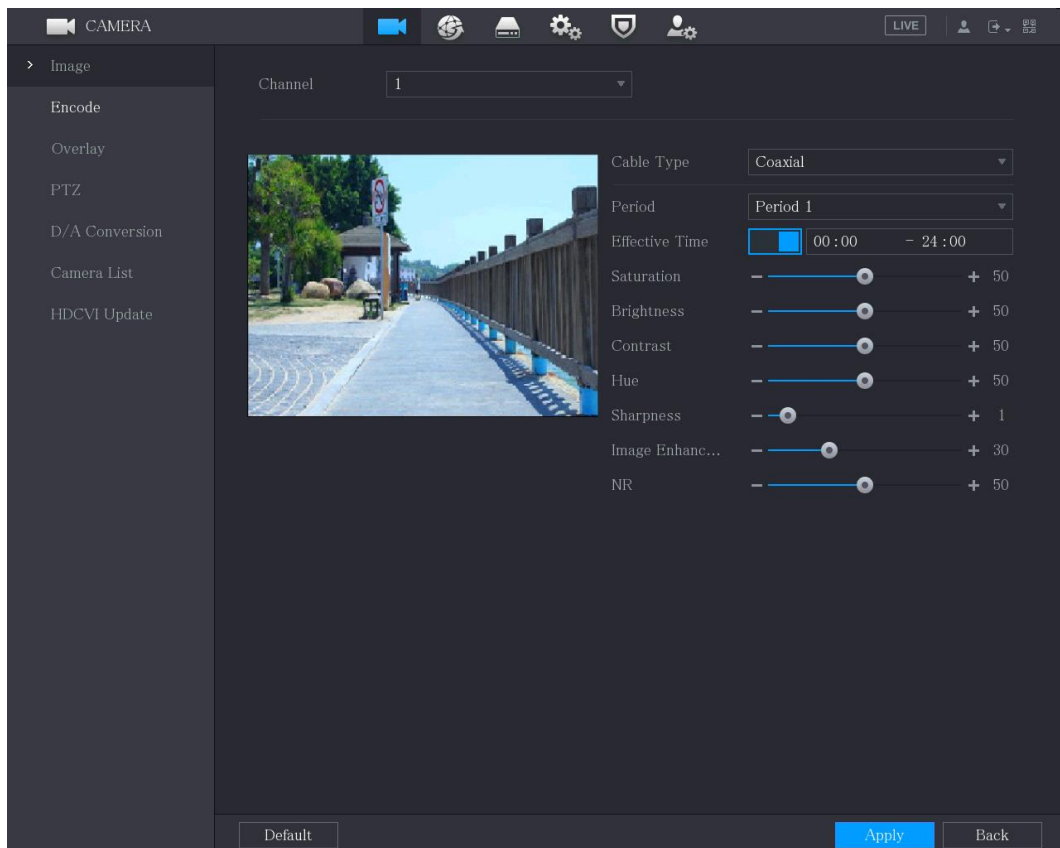 CAMERA
LIVE
Image
Encode
Overlay
PTZ
D/A Conversion
Camera List
HDCVI Update
Channel 1
Cable Type Coaxial
Period Period 1
Effective Time 00:00 - 24:00
Saturation - + 50
Brightness - + 50
Contrast - + 50
Hue - + 50
Sharpness - + 1
Image Enhanc... - + 30
NR - + 50
Default Apply Back